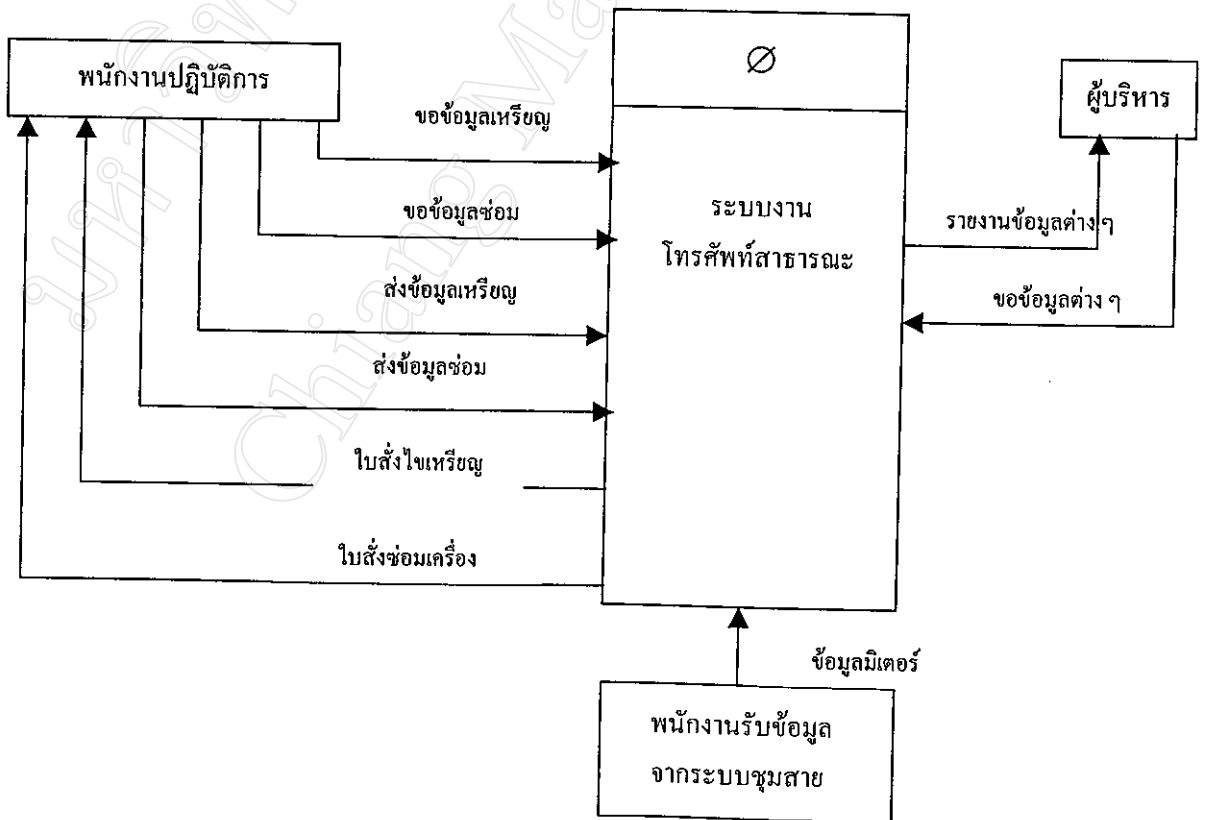 พนักงานปฏิบัติการ
∅
ผู้บริหาร
ขอข้อมูลเหรียญ
ขอข้อมูลซ่อม
ส่งข้อมูลเหรียญ
ส่งข้อมูลซ่อม
ใบสั่งไขเหรียญ
ใบสั่งซ่อมเครื่อง
ระบบงาน
โทรศัพท์สาธารณะ
รายงานข้อมูลต่าง ๆ
ขอข้อมูลต่าง ๆ
ข้อมูลมิเตอร์
พนักงานรับข้อมูล
จากระบบชุมสาย
Chiang Ma